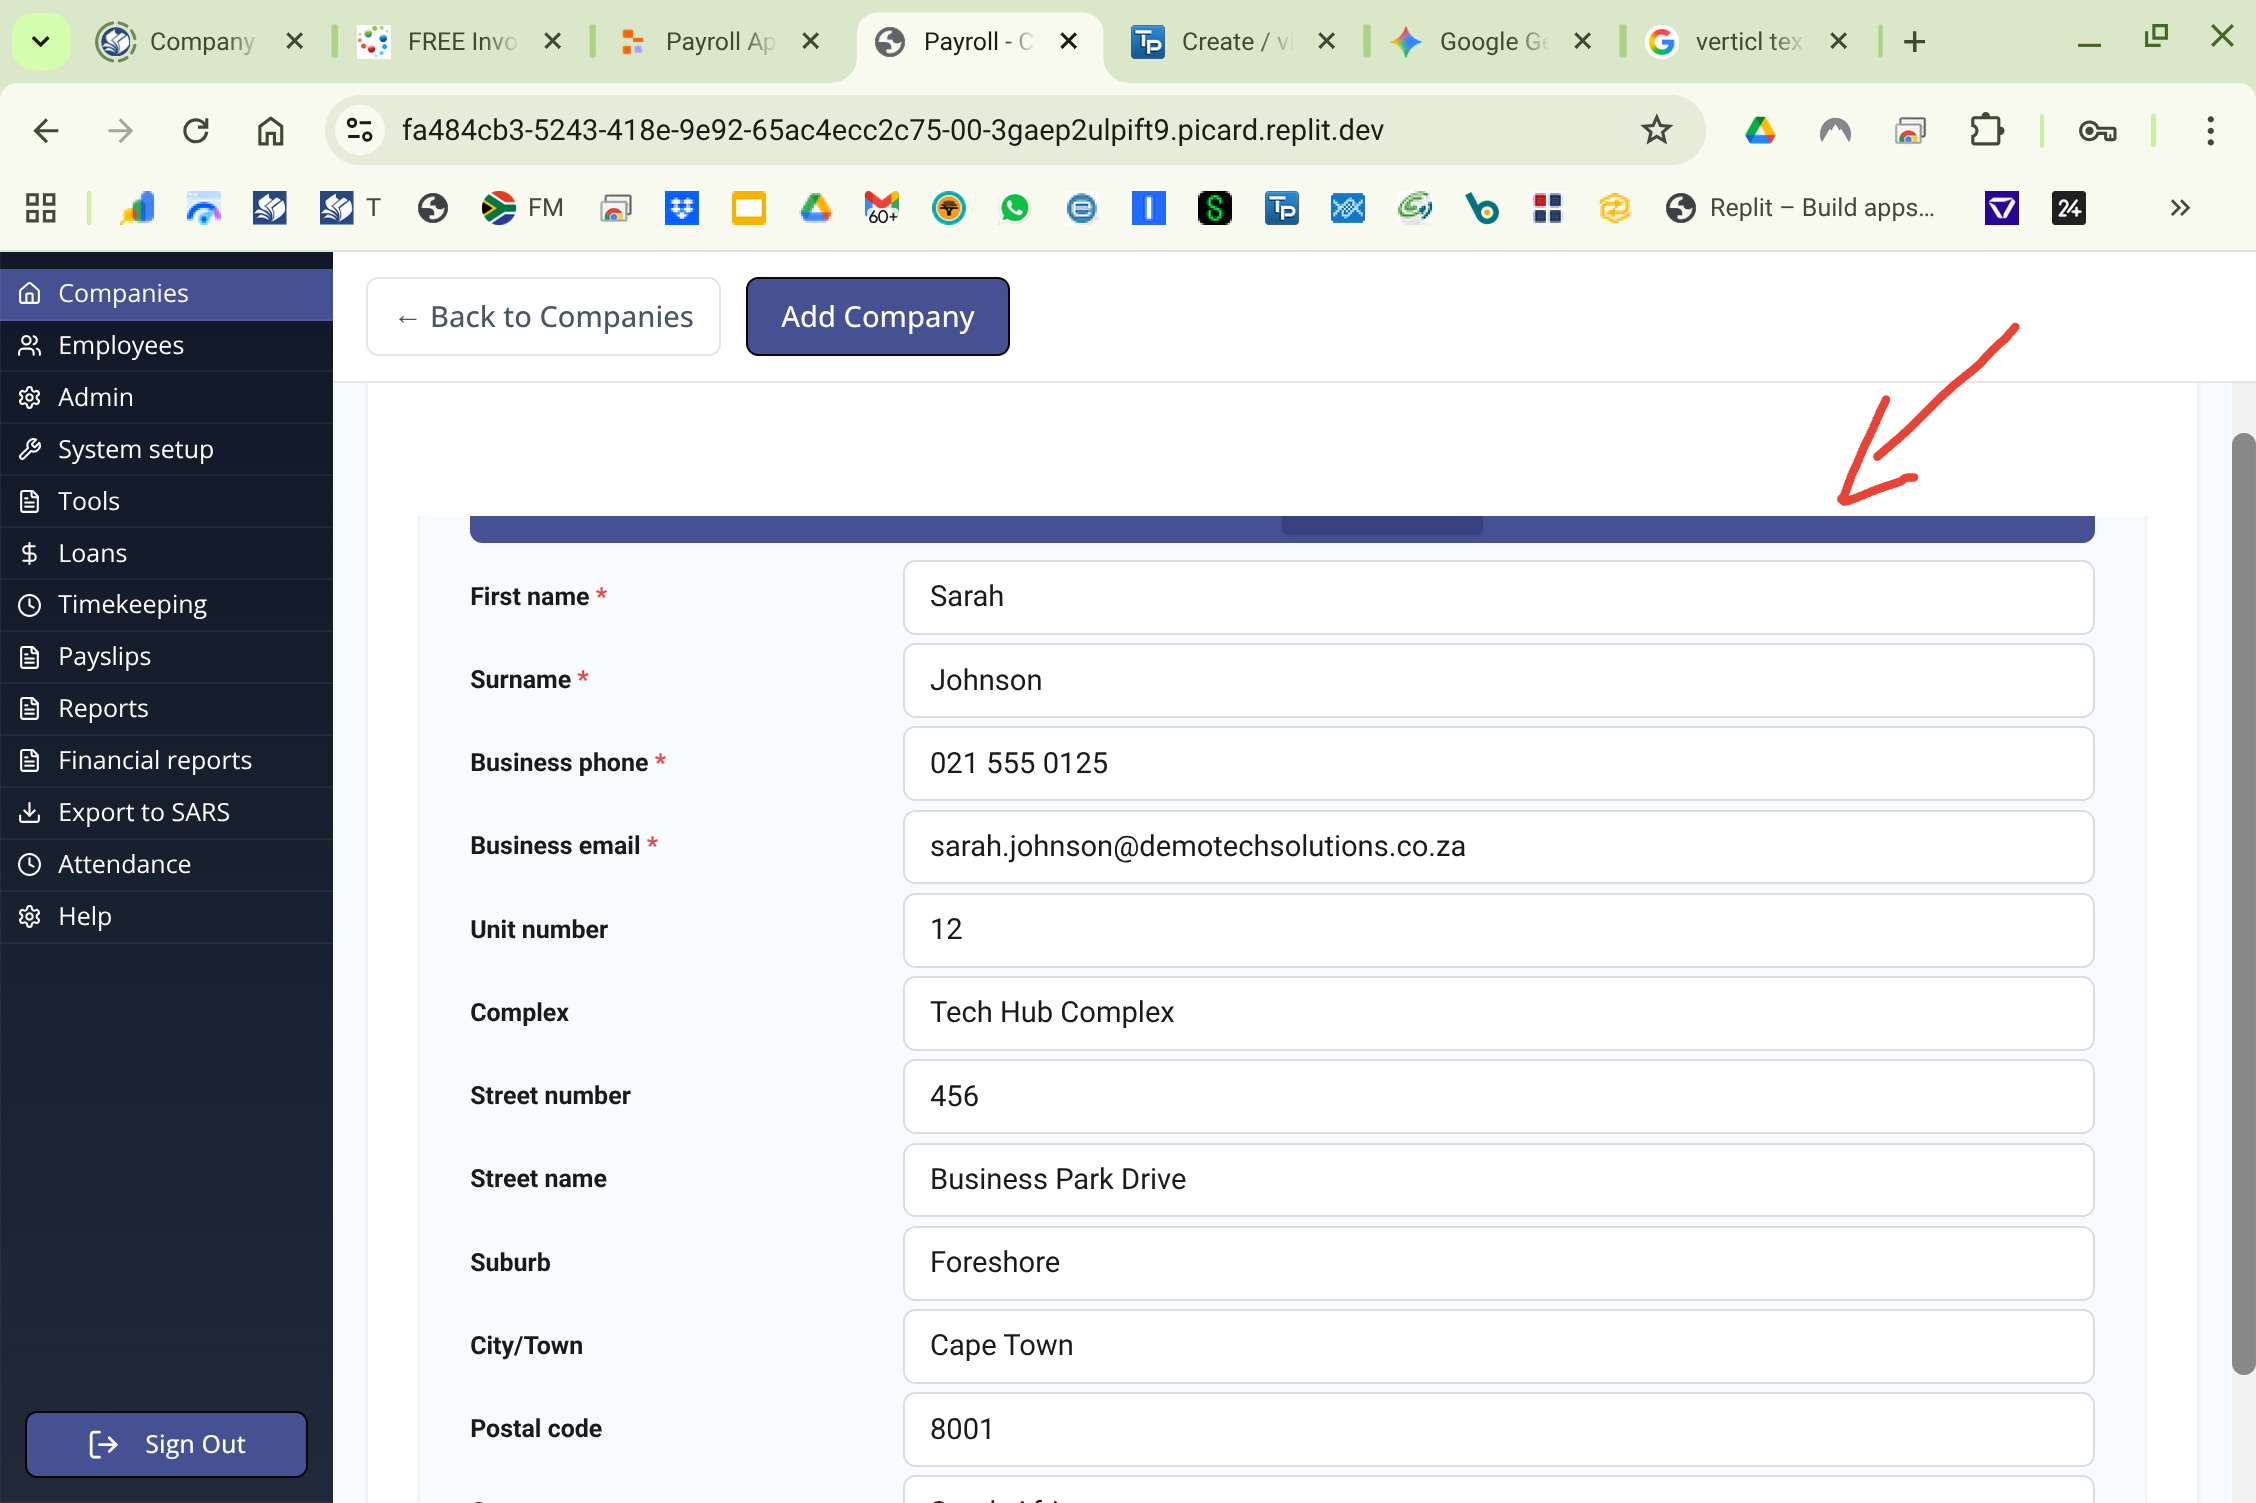 Company
FREE Invo
Payroll Ap
Payroll - C
Create / vi
Google Ge
verticl tex
fa484cb3-5243-418e-9e92-65ac4ecc2c75-00-3gaep2ulpift9.picard.replit.dev
T
FM
60+
Replit – Build apps...
24
Companies
Employees
Admin
System setup
Tools
Loans
Timekeeping
Payslips
Reports
Financial reports
Export to SARS
Attendance
Help
Sign Out
← Back to Companies
Add Company
First name *
Sarah
Surname *
Johnson
Business phone *
021 555 0125
Business email *
sarah.johnson@demotechsolutions.co.za
Unit number
12
Complex
Tech Hub Complex
Street number
456
Street name
Business Park Drive
Suburb
Foreshore
City/Town
Cape Town
Postal code
8001